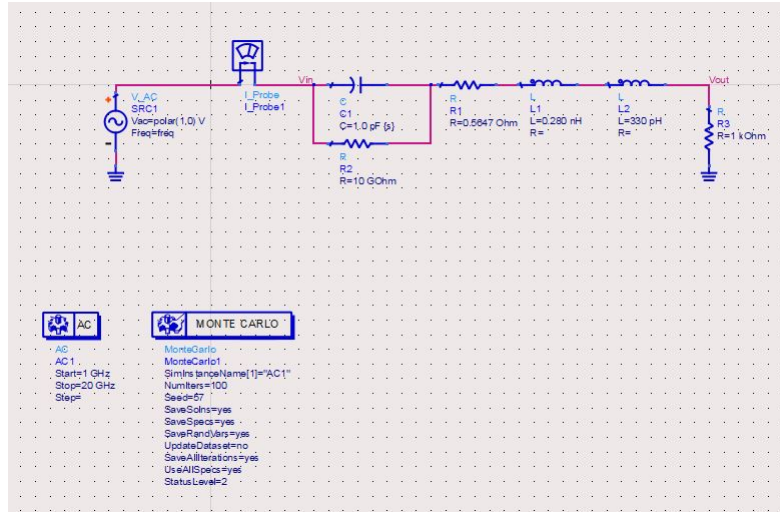 V_AC
SRC1
Vac=polar(1,0) V
Freq=freq
I_Probe
I_Probe1
Vin
C
C1
C=1.0 pF {s}
R
R2
R=10 GOhm
R
R1
R=0.5647 Ohm
L
L1
L=0.280 nH
R=
L
L2
L=330 pH
R=
Vout
R
R3
R=1 kOhm
AC
AC
AC1
Start=1 GHz
Stop=20 GHz
Step=
MONTE CARLO
MonteCarlo
MonteCarlo1
SimInstanceName[1]="AC1"
NumIters=100
Seed=57
SaveSolns=yes
SaveSpecs=yes
SaveRandVars=yes
UpdateDataset=no
SaveAllIterations=yes
UseAllSpecs=yes
StatusLevel=2